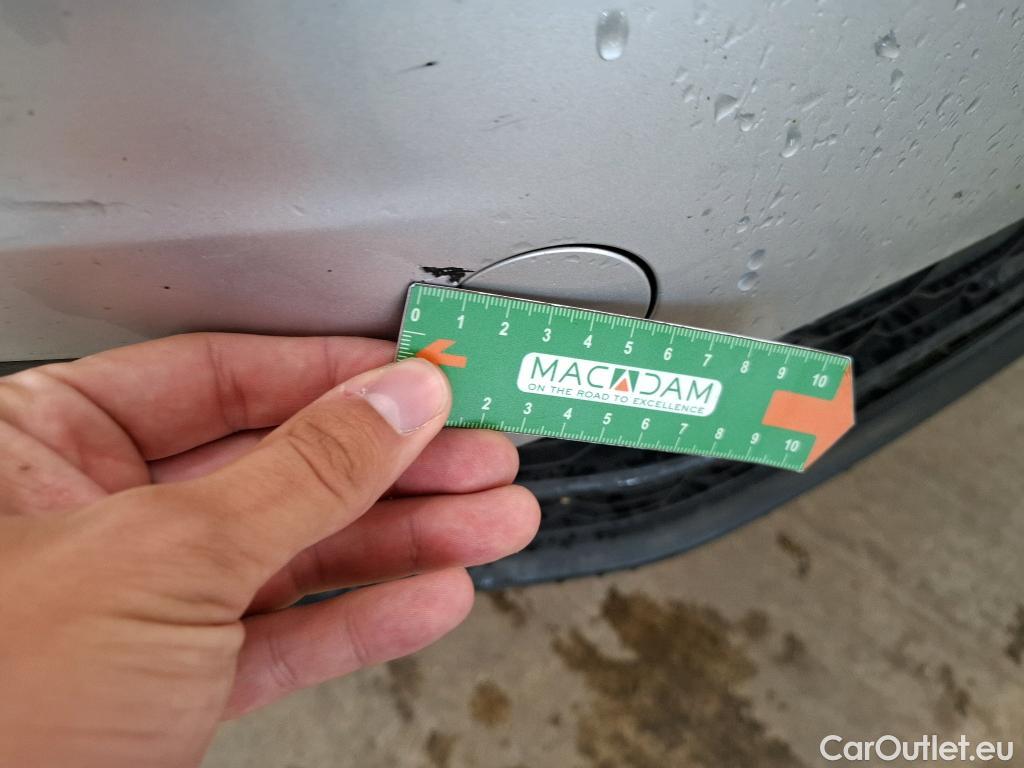 0 1 2 3 4 5 6 7 8 9 10
MACADAM
ON THE ROAD TO EXCELLENCE
2 3 4 5 6 7 8 9 10
CarOutlet.eu